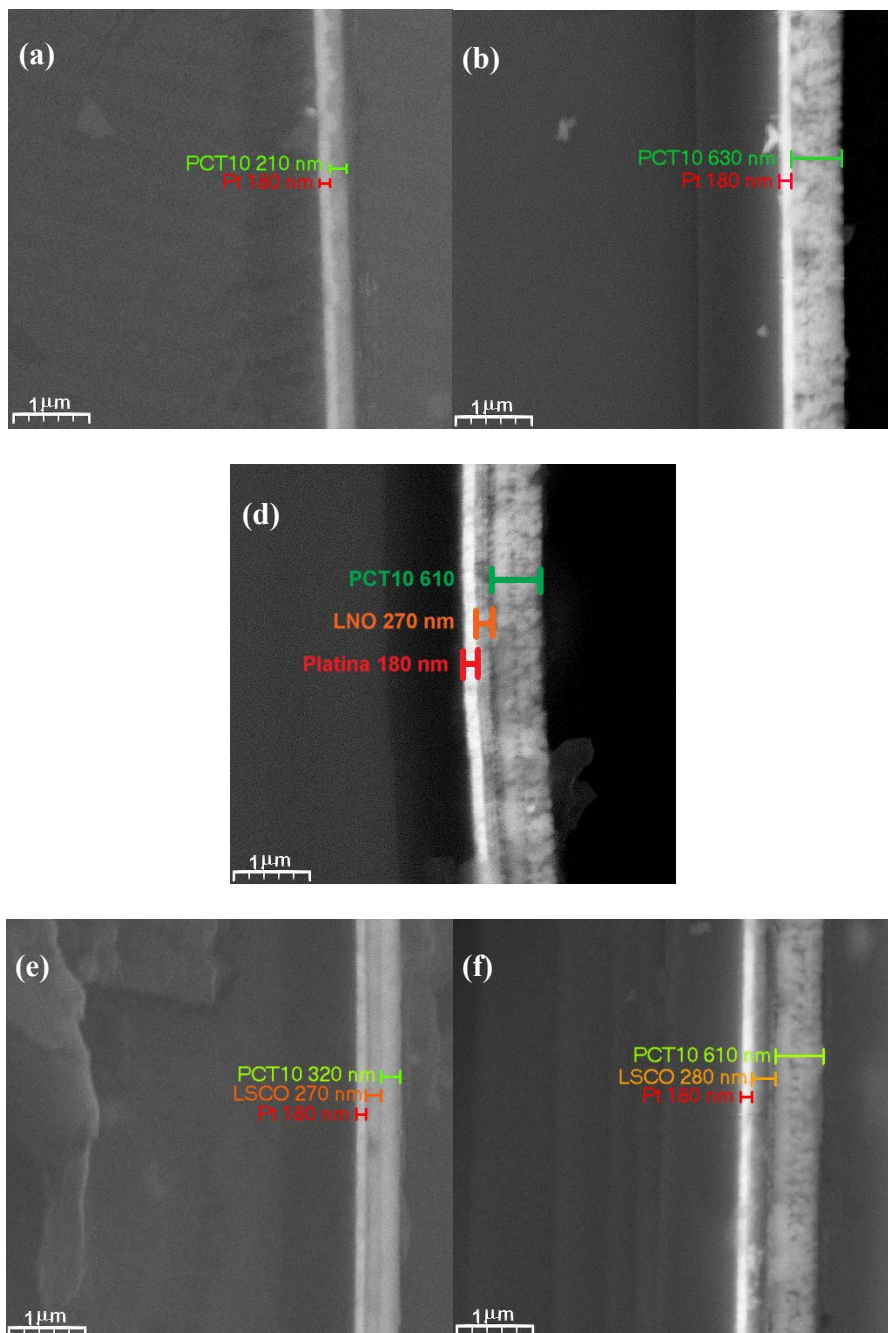 (a)
PCT10 210 nm
Pt 180 nm
1μm
(b)
PCT10 630 nm
Pt 180 nm
1μm
(d)
PCT10 610
LNO 270 nm
Platina 180 nm
1μm
(e)
PCT10 320 nm
LSCO 270 nm
Pt 180 nm
1μm
(f)
PCT10 610 nm
LSCO 280 nm
Pt 180 nm
1μm